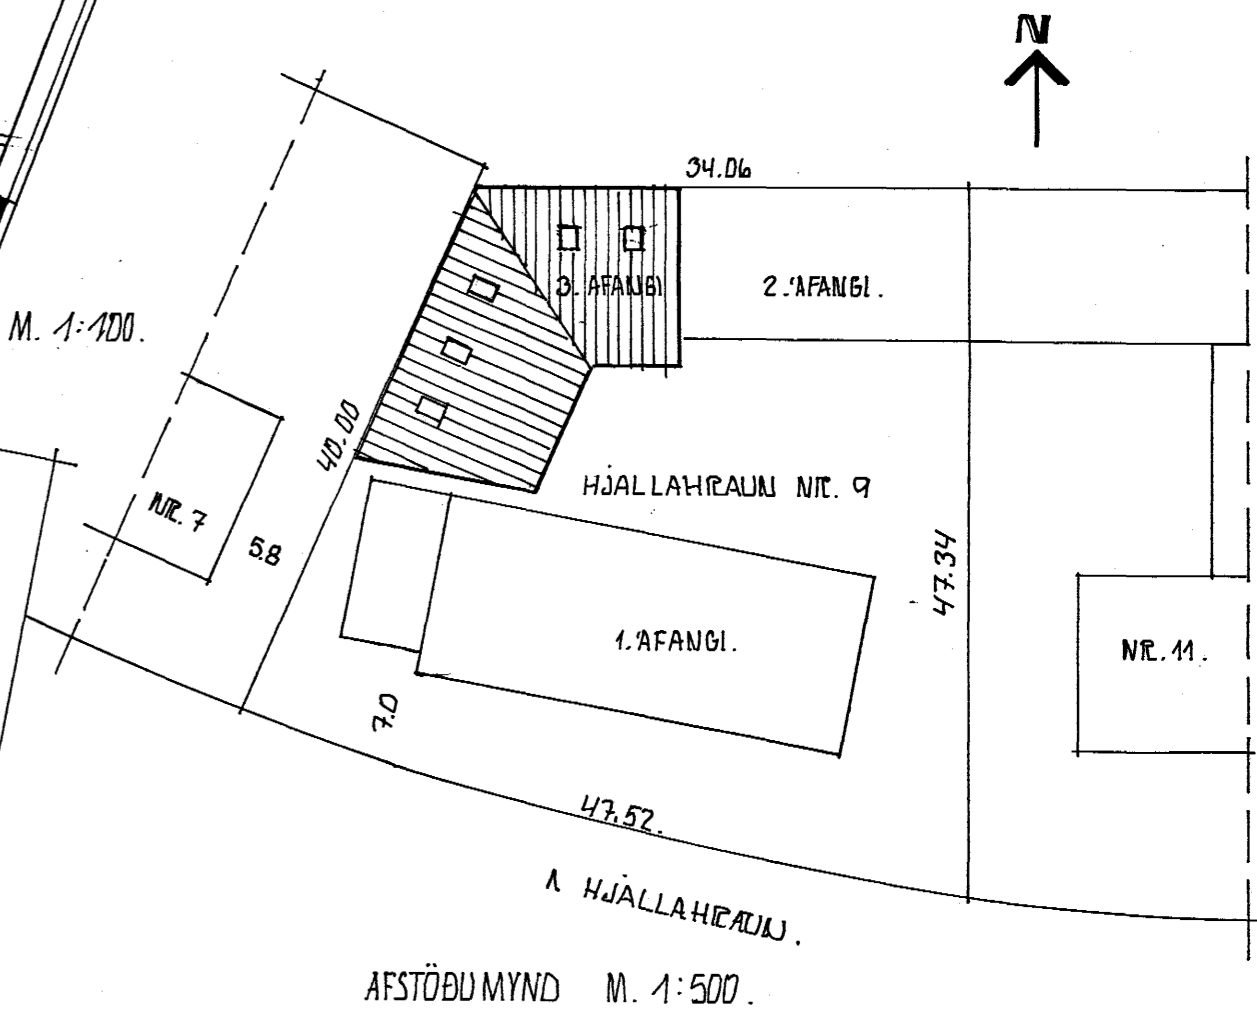 N
34.06
3. ÁFANGI
2. ÁFANGI.
M. 1:100.
40.00
HJALLAHRAUN NR. 9
NR. 7
5.8
47.34
1. ÁFANGI.
NR. 11.
7.0
47.52.
HJALLAHRAUN.
AFSTÖÐUMYND M. 1:500.